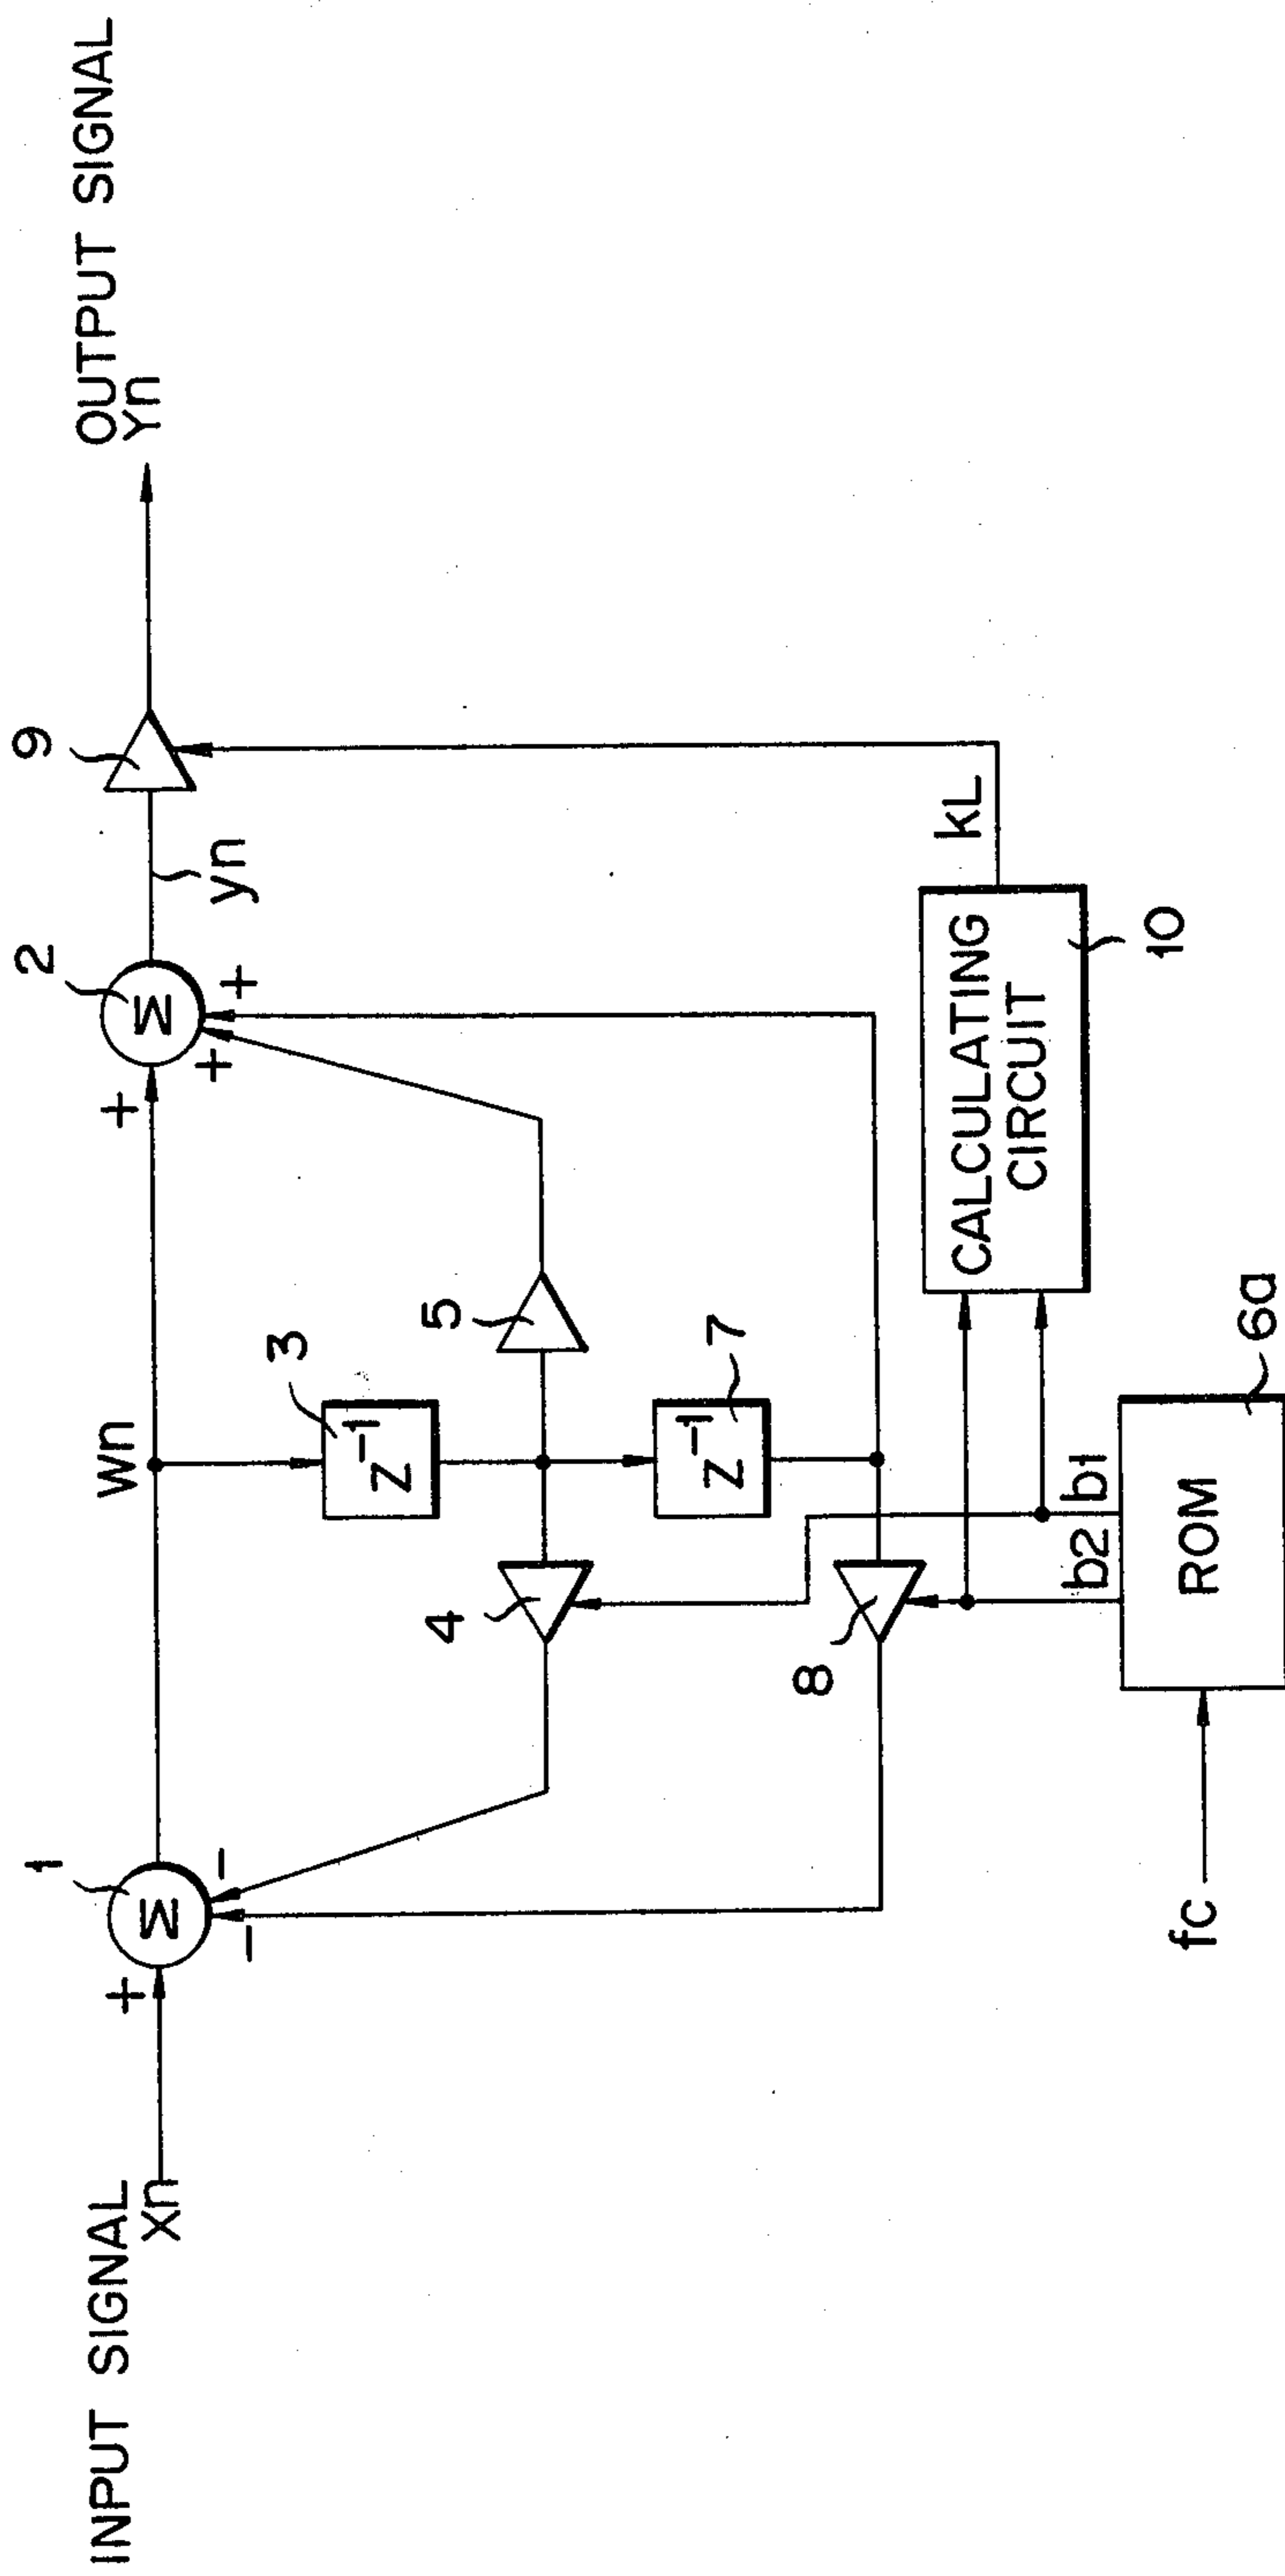 INPUT SIGNAL
Xn
+
1
Σ
-
-
Wn
+
2
Σ
+
+
yn
9
OUTPUT SIGNAL
Yn
3
Z-1
4
5
7
Z-1
8
kL
CALCULATING
CIRCUIT
10
b2
b1
ROM
6a
fc